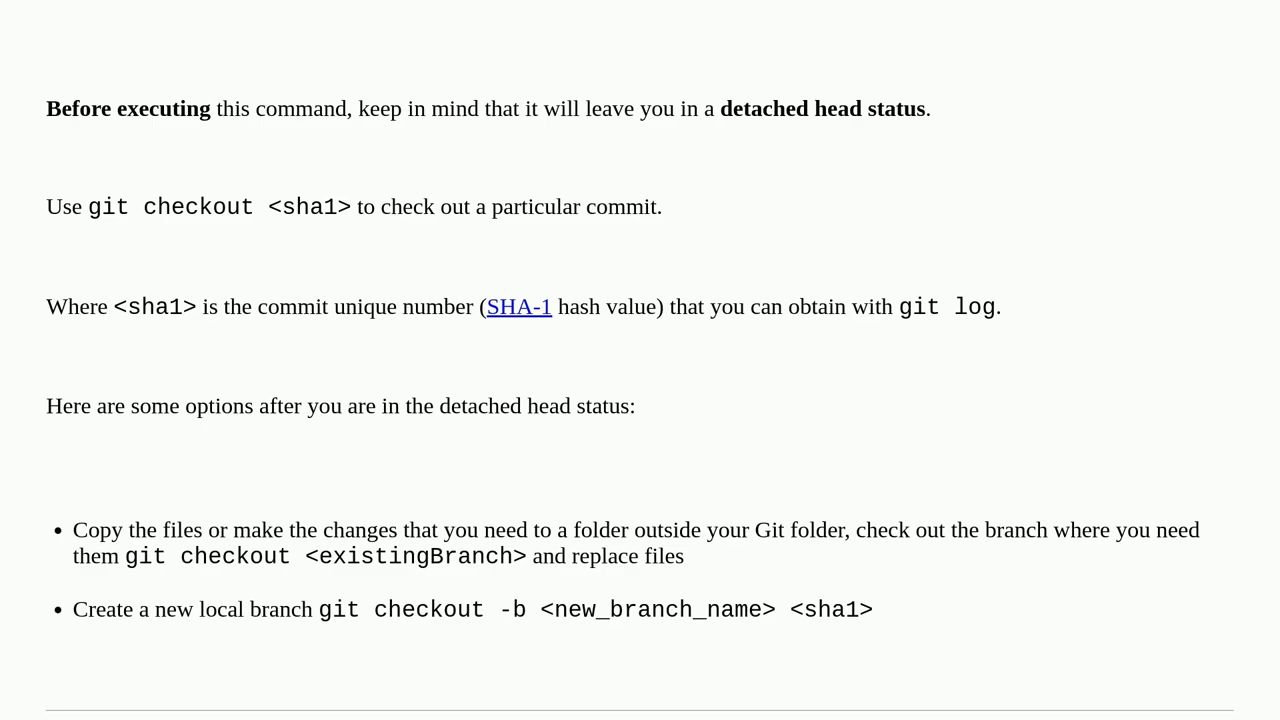 Before executing this command, keep in mind that it will leave you in a detached head status.
Use git checkout <sha1> to check out a particular commit.
Where <sha1> is the commit unique number (SHA-1 hash value) that you can obtain with git log.
Here are some options after you are in the detached head status:
• Copy the files or make the changes that you need to a folder outside your Git folder, check out the branch where you need
them git checkout <existingBranch> and replace files
• Create a new local branch git checkout -b <new_branch_name> <sha1>